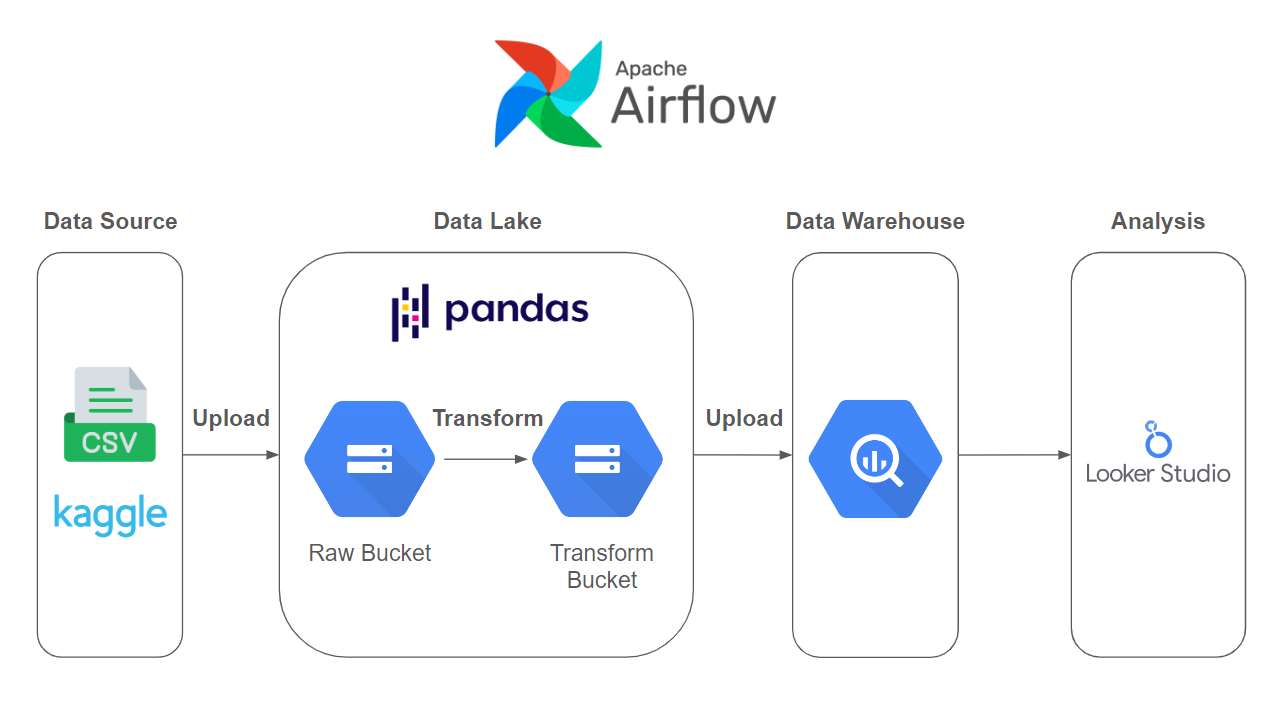 Apache
Airflow
Data Source
Data Lake
Data Warehouse
Analysis
pandas
CSV
kaggle
Upload
Transform
Upload
Looker Studio
Raw Bucket
Transform
Bucket